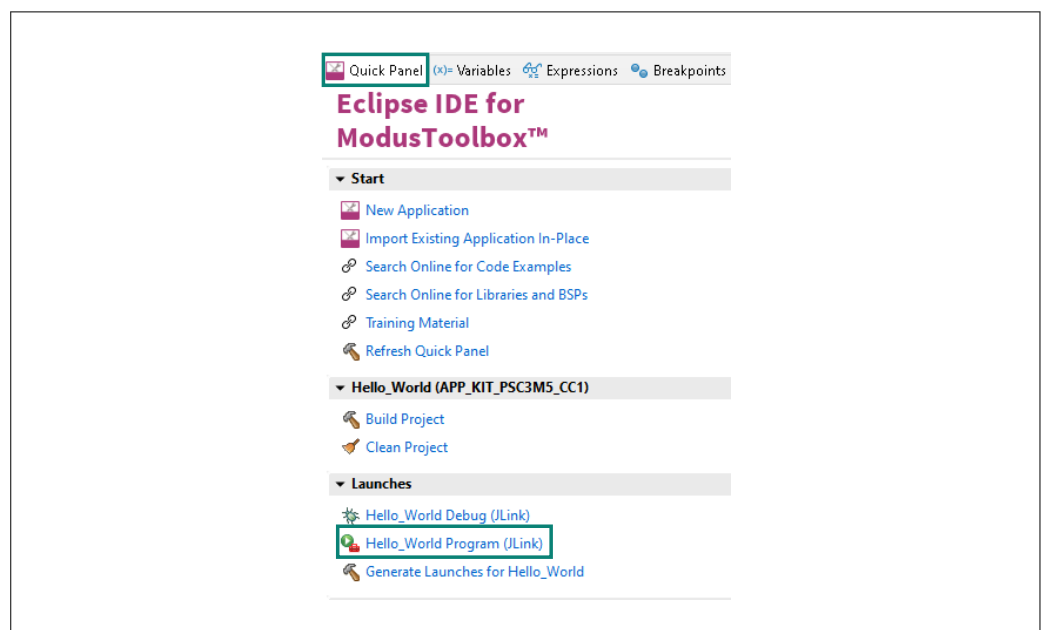 Quick Panel (x)= Variables Expressions Breakpoints
Eclipse IDE for
ModusToolbox™
Start
New Application
Import Existing Application In-Place
Search Online for Code Examples
Search Online for Libraries and BSPs
Training Material
Refresh Quick Panel
Hello_World (APP_KIT_PSC3M5_CC1)
Build Project
Clean Project
Launches
Hello_World Debug (JLink)
Hello_World Program (JLink)
Generate Launches for Hello_World